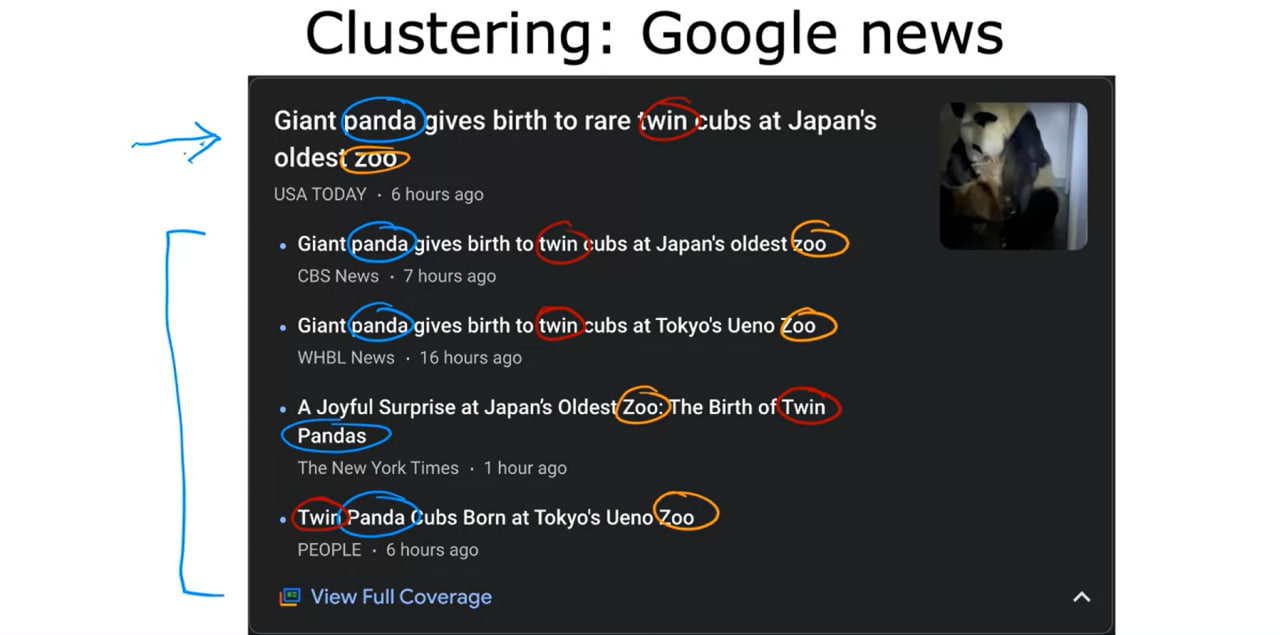 Clustering: Google news
Giant panda gives birth to rare twin cubs at Japan's
oldest zoo
USA TODAY · 6 hours ago
• Giant panda gives birth to twin cubs at Japan's oldest zoo
CBS News · 7 hours ago
• Giant panda gives birth to twin cubs at Tokyo's Ueno Zoo
WHBL News · 16 hours ago
• A Joyful Surprise at Japan’s Oldest Zoo: The Birth of Twin
Pandas
The New York Times · 1 hour ago
• Twin Panda Cubs Born at Tokyo's Ueno Zoo
PEOPLE · 6 hours ago
View Full Coverage